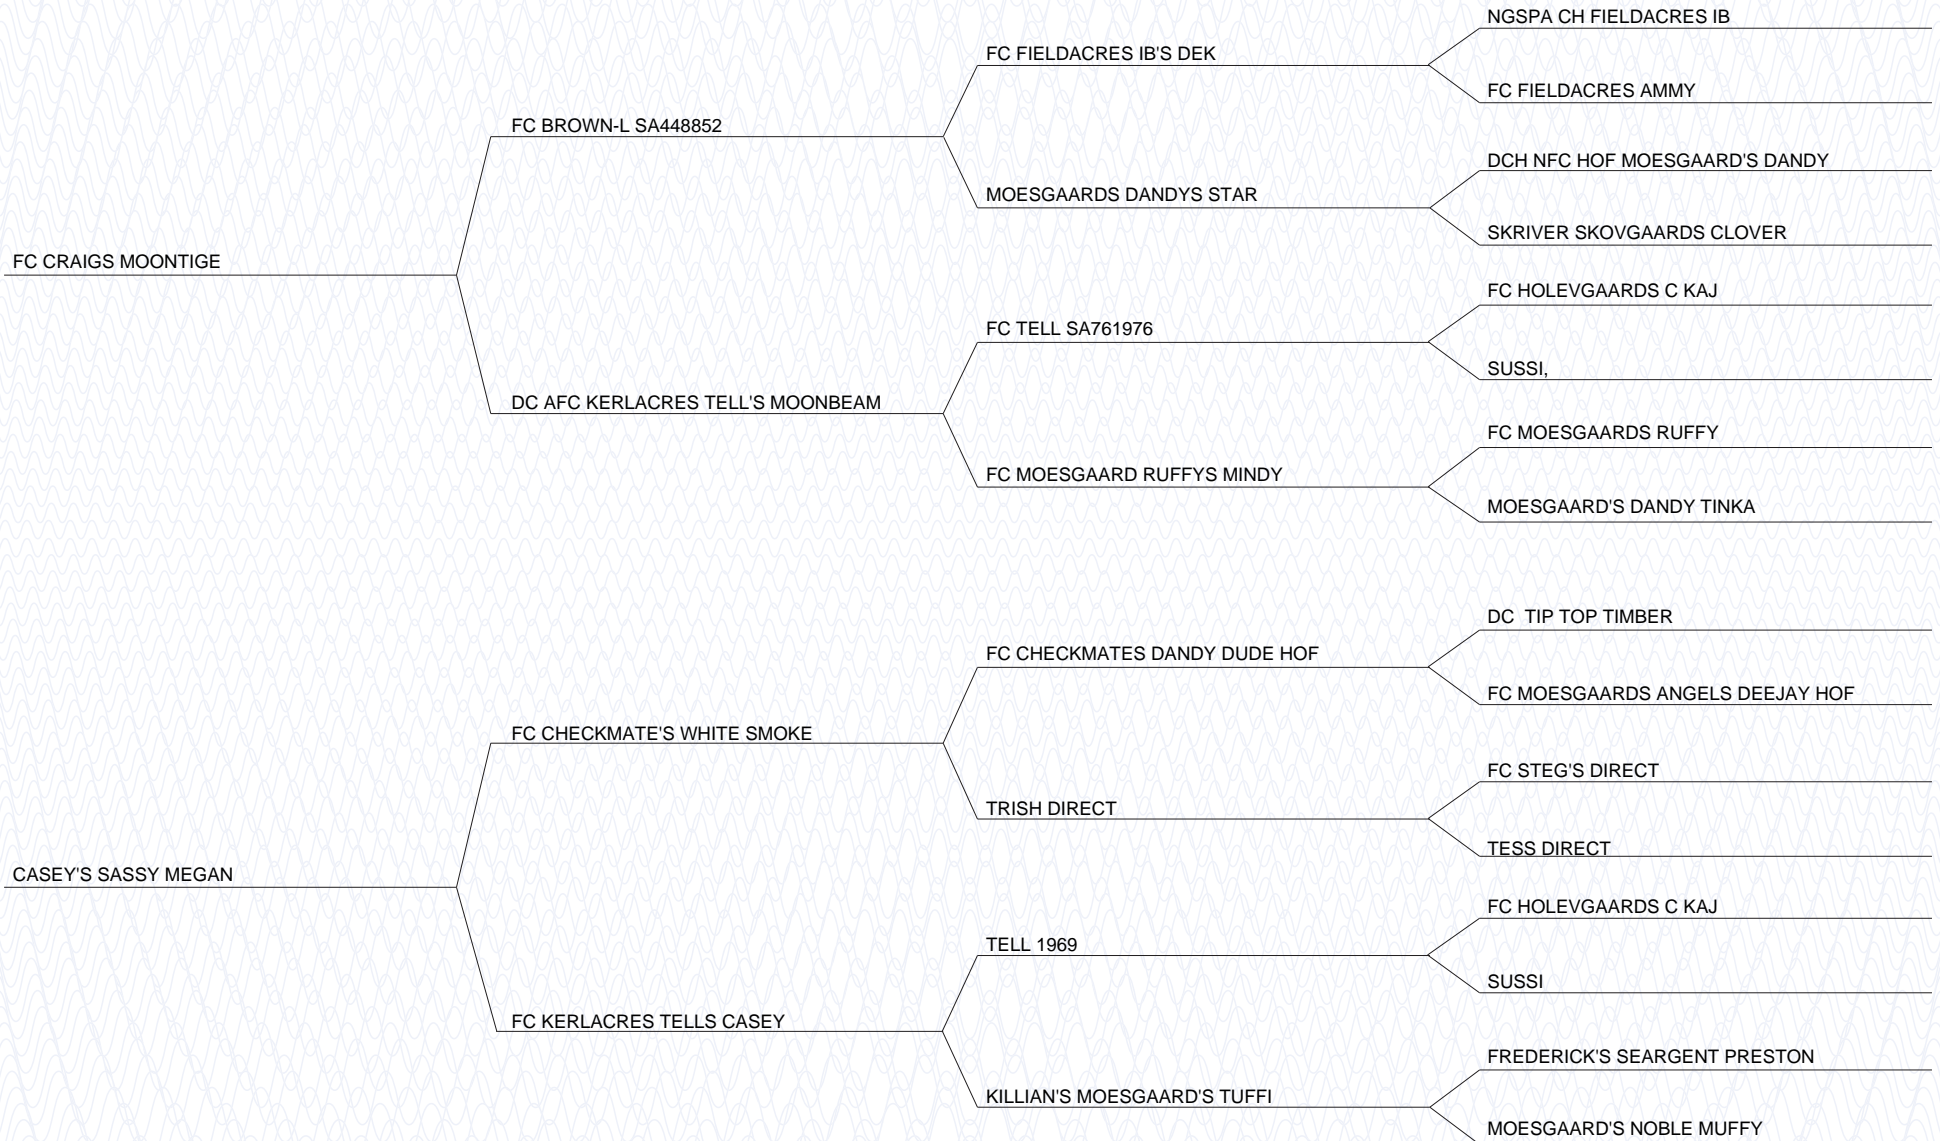 NGSPA CH FIELDACRES IB
FC FIELDACRES IB'S DEK
FC FIELDACRES AMMY
FC BROWN-L SA448852
DCH NFC HOF MOESGAARD'S DANDY
MOESGAARDS DANDYS STAR
SKRIVER SKOVGAARDS CLOVER
FC CRAIGS MOONTIGE
FC HOLEVGAARDS C KAJ
FC TELL SA761976
SUSSI,
DC AFC KERLACRES TELL'S MOONBEAM
FC MOESGAARDS RUFFY
FC MOESGAARD RUFFYS MINDY
MOESGAARD'S DANDY TINKA
DC  TIP TOP TIMBER
FC CHECKMATES DANDY DUDE HOF
FC MOESGAARDS ANGELS DEEJAY HOF
FC CHECKMATE'S WHITE SMOKE
FC STEG'S DIRECT
TRISH DIRECT
TESS DIRECT
CASEY'S SASSY MEGAN
FC HOLEVGAARDS C KAJ
TELL 1969
SUSSI
FC KERLACRES TELLS CASEY
FREDERICK'S SEARGENT PRESTON
KILLIAN'S MOESGAARD'S TUFFI
MOESGAARD'S NOBLE MUFFY